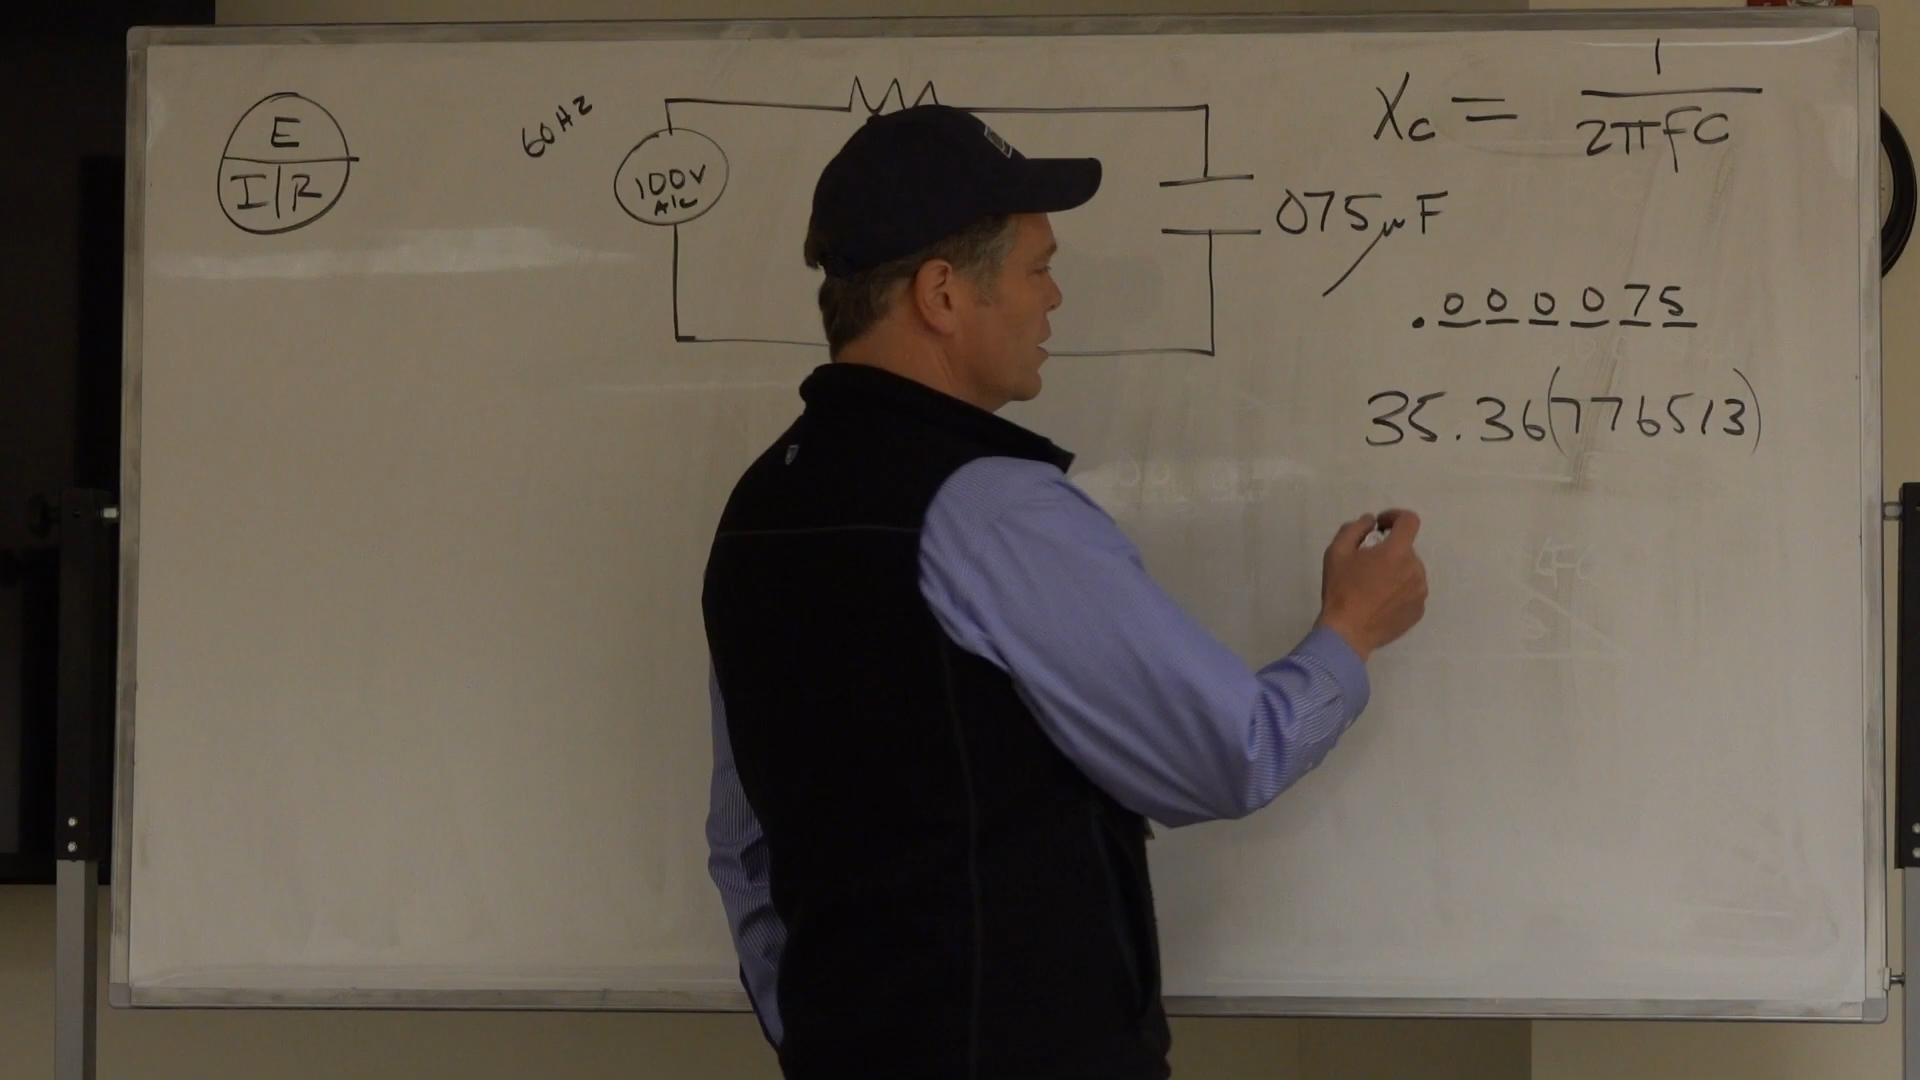 E
I R
60Hz
100V
A/C
Xc = 1
2πfC
075μF
.000075
35.36(776513)